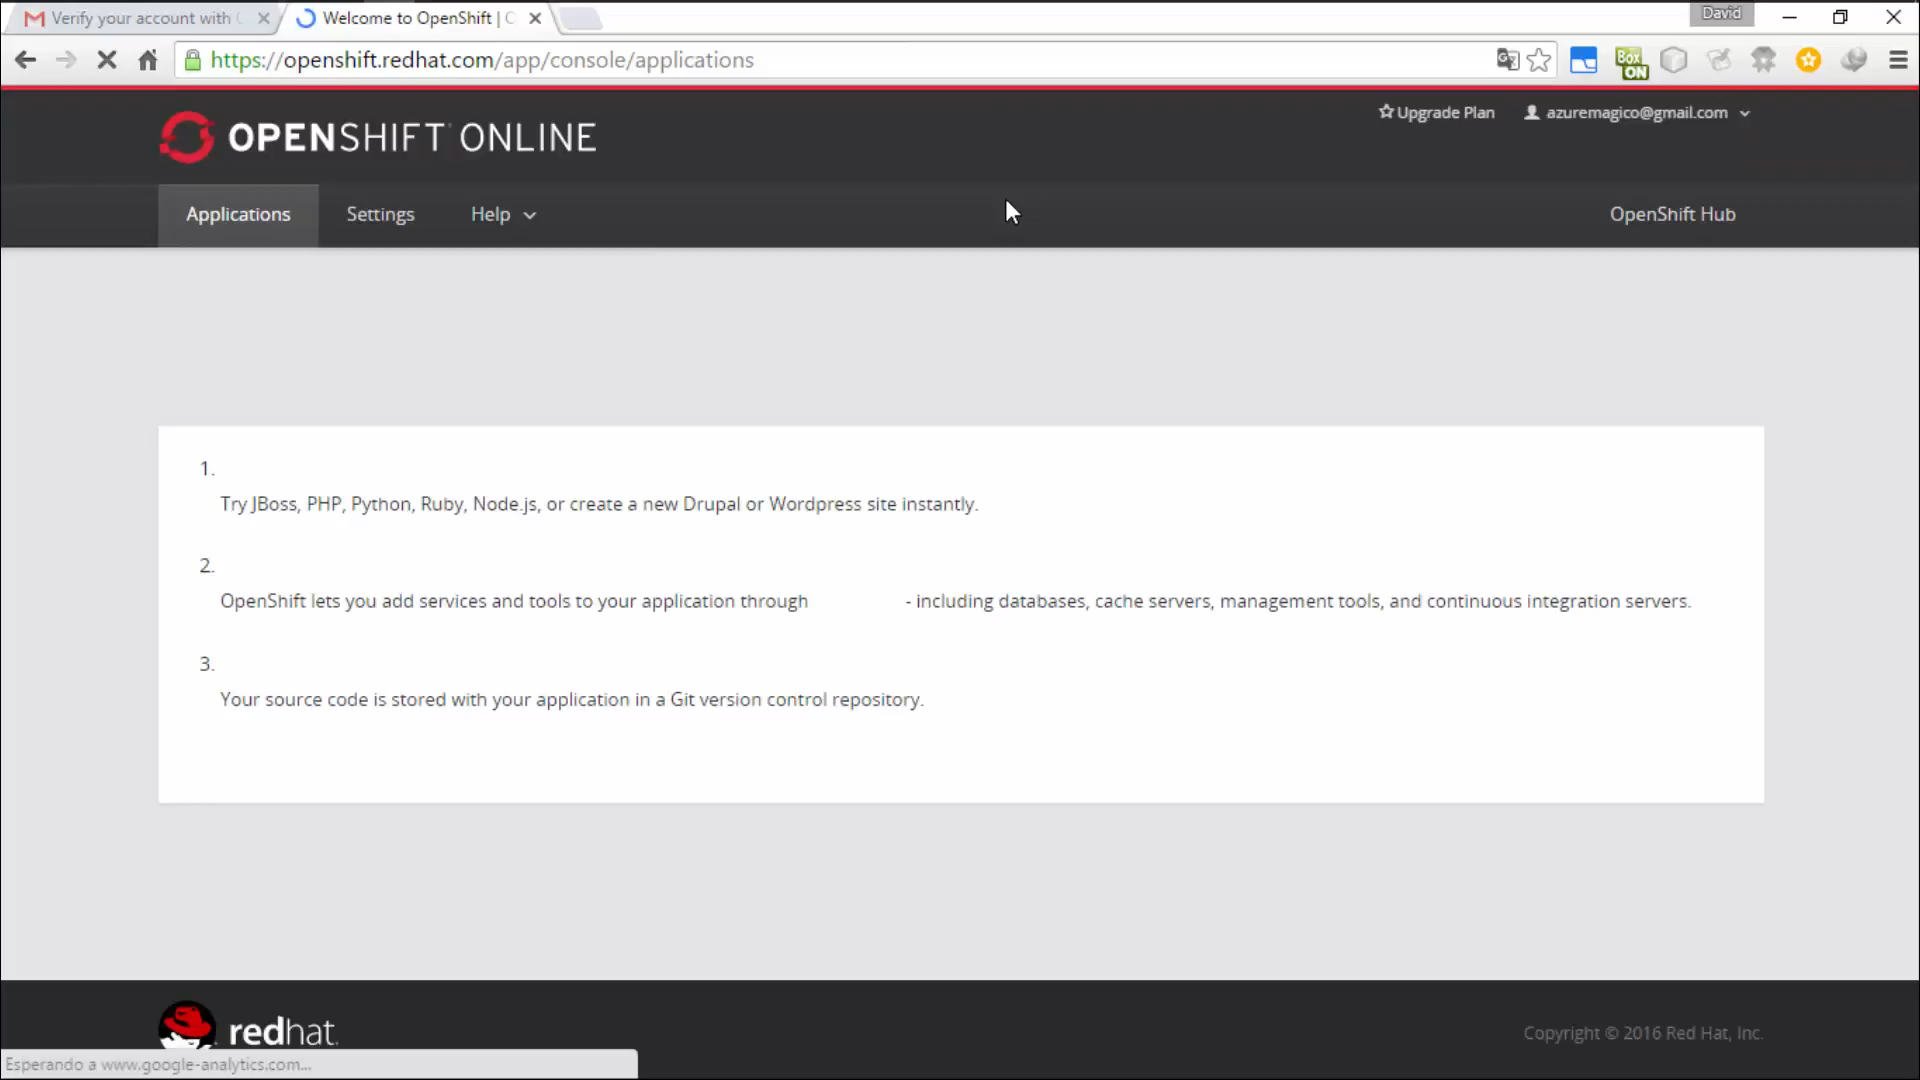 Verify your account with
Welcome to OpenShift |
David
https://openshift.redhat.com/app/console/applications
Box
ON
OPENSHIFT ONLINE
Upgrade Plan
azuremagico@gmail.com
Applications
Settings
Help
OpenShift Hub
1.
Try JBoss, PHP, Python, Ruby, Node.js, or create a new Drupal or Wordpress site instantly.
2.
OpenShift lets you add services and tools to your application through - including databases, cache servers, management tools, and continuous integration servers.
3.
Your source code is stored with your application in a Git version control repository.
redhat.
Copyright © 2016 Red Hat, Inc.
Esperando a www.google-analytics.com...